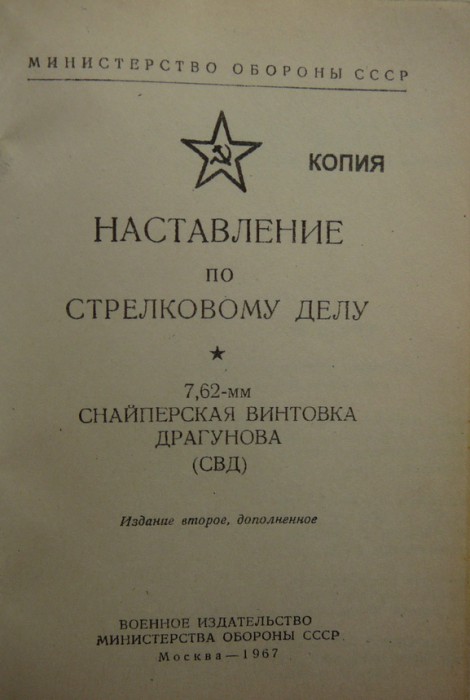 МИНИСТЕРСТВО ОБОРОНЫ СССР
КОПИЯ
НАСТАВЛЕНИЕ
ПО
СТРЕЛКОВОМУ ДЕЛУ
7,62-мм
СНАЙПЕРСКАЯ ВИНТОВКА
ДРАГУНОВА
(СВД)
Издание второе, дополненное
ВОЕННОЕ ИЗДАТЕЛЬСТВО
МИНИСТЕРСТВА ОБОРОНЫ СССР
Москва — 1967